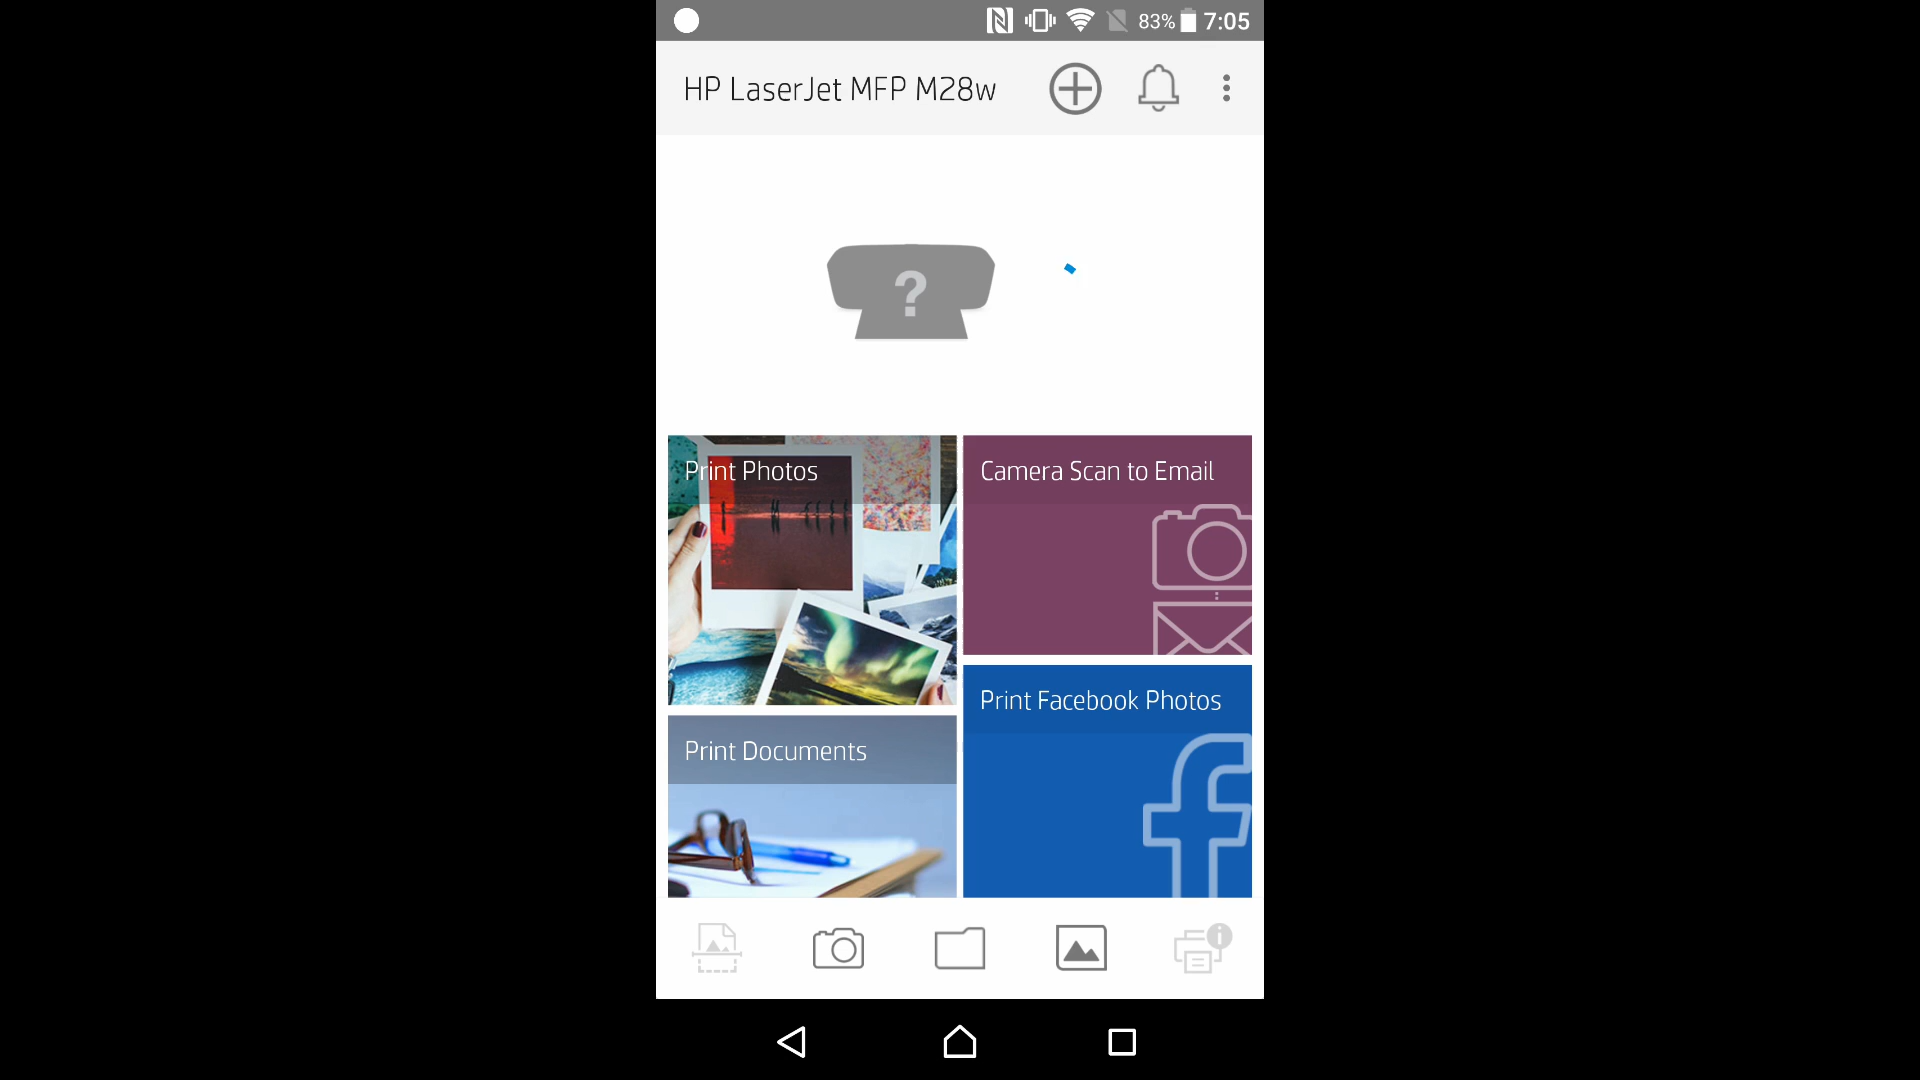 83% 7:05
HP LaserJet MFP M28w
?
Print Photos
Camera Scan to Email
Print Facebook Photos
Print Documents